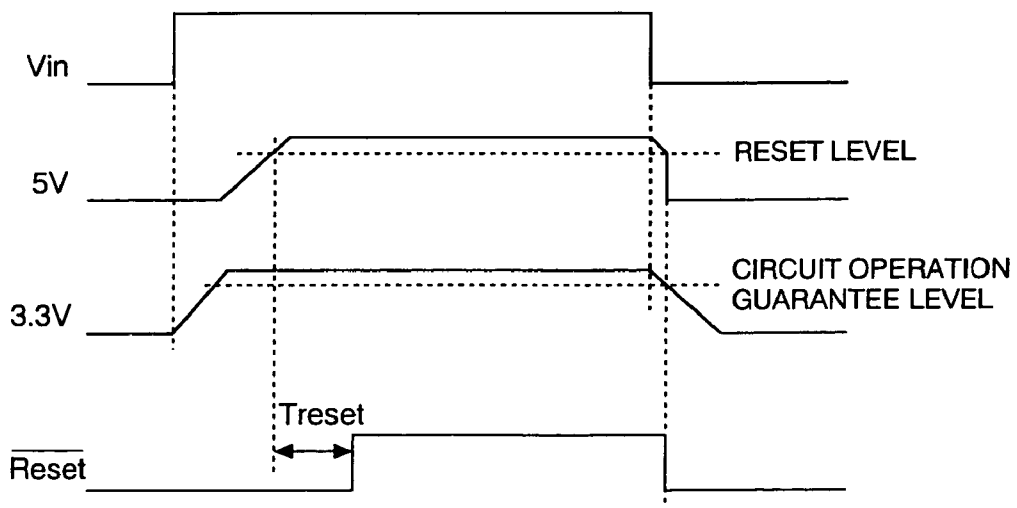 Vin
RESET LEVEL
5V
CIRCUIT OPERATION
GUARANTEE LEVEL
3.3V
Treset
Reset